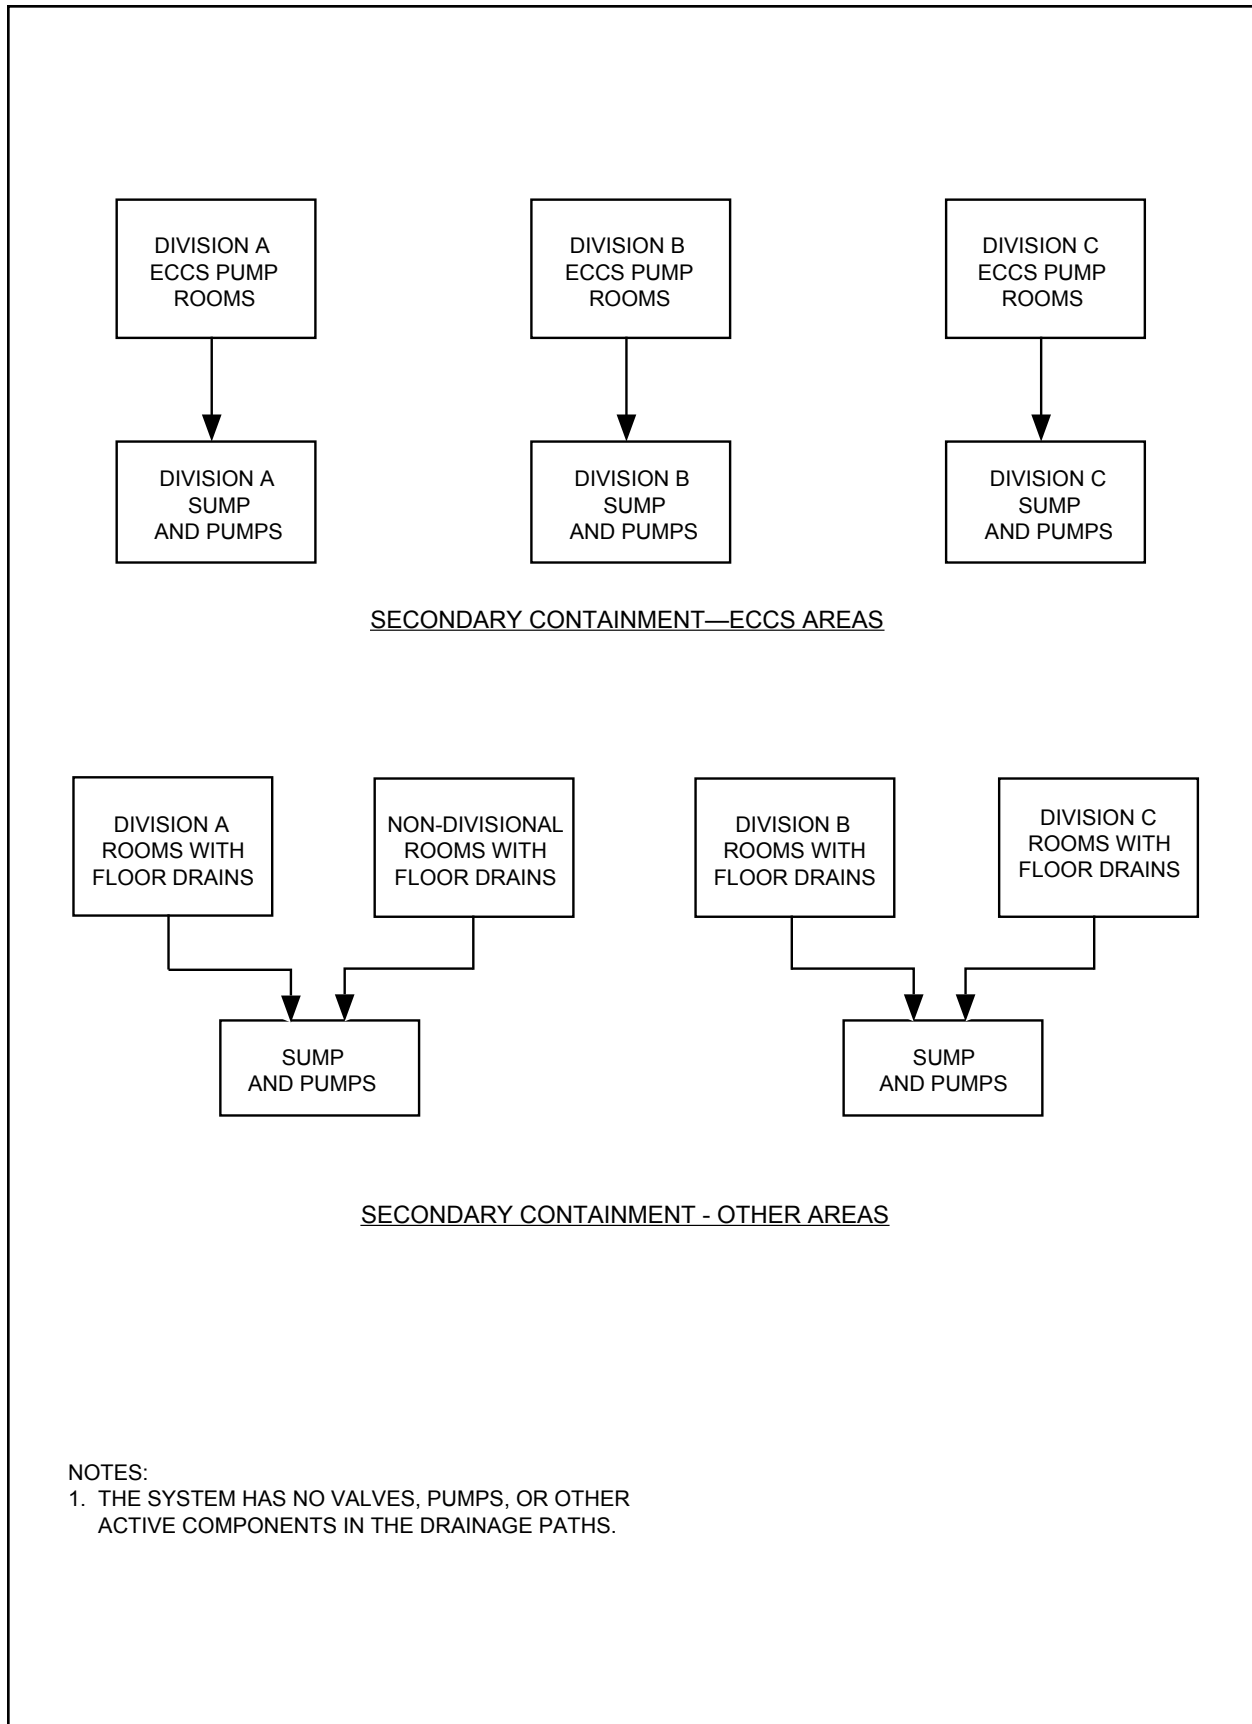 DIVISION A
ECCS PUMP
ROOMS
DIVISION B
ECCS PUMP
ROOMS
DIVISION C
ECCS PUMP
ROOMS
DIVISION A
SUMP
AND PUMPS
DIVISION B
SUMP
AND PUMPS
DIVISION C
SUMP
AND PUMPS
SECONDARY CONTAINMENT—ECCS AREAS
DIVISION A
ROOMS WITH
FLOOR DRAINS
NON-DIVISIONAL
ROOMS WITH
FLOOR DRAINS
DIVISION B
ROOMS WITH
FLOOR DRAINS
DIVISION C
ROOMS WITH
FLOOR DRAINS
SUMP
AND PUMPS
SUMP
AND PUMPS
SECONDARY CONTAINMENT - OTHER AREAS
NOTES:
1. THE SYSTEM HAS NO VALVES, PUMPS, OR OTHER
ACTIVE COMPONENTS IN THE DRAINAGE PATHS.